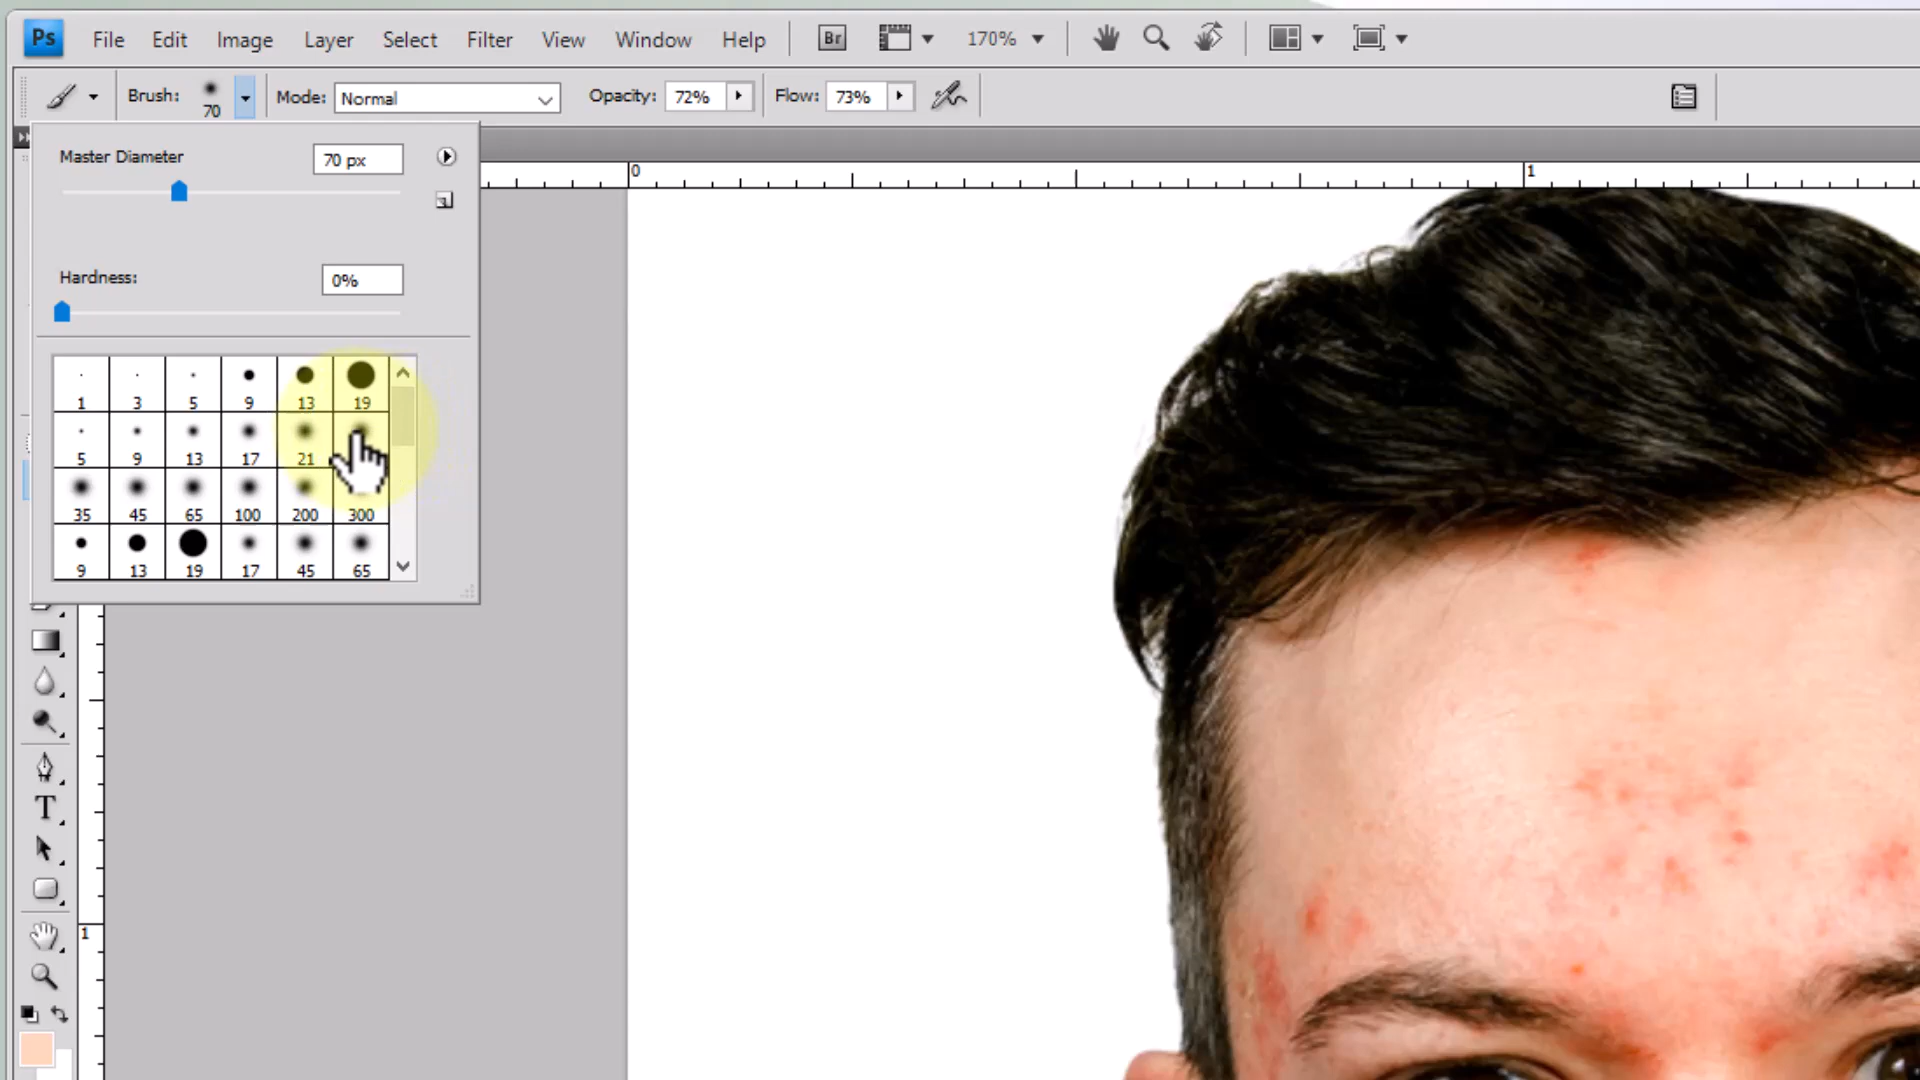 Ps File Edit Image Layer Select Filter View Window Help Br 170%
Brush: 70 Mode: Normal Opacity: 72% Flow: 73%
Master Diameter 70 px
0 1
Hardness: 0%
1 3 5 9 13 19
5 9 13 17 21
35 45 65 100 200 300
9 13 19 17 45 65
T
1